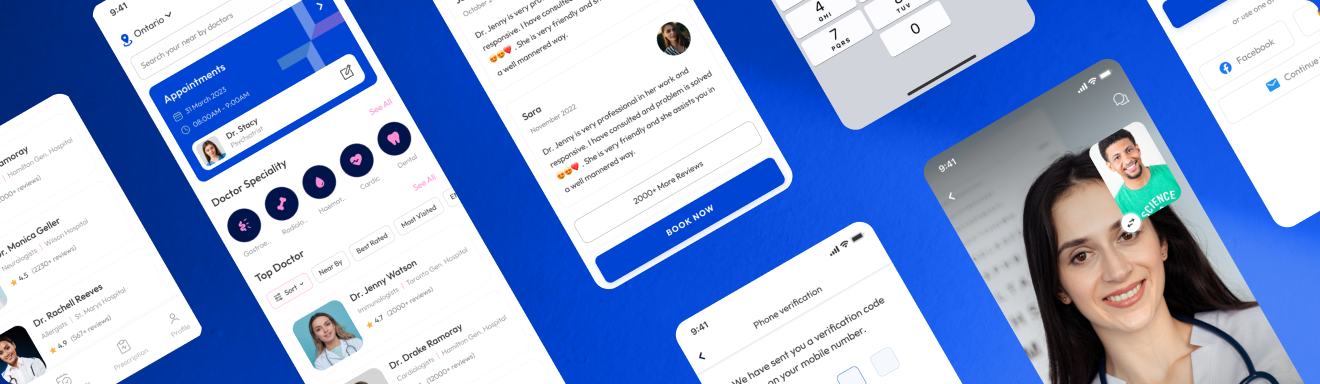 Hamilton Gen. Hospital
Dr. Monica Geller
Neurologists | Wilson Hospital
4.5 (2230+ reviews)
Dr. Rachell Reeves
Allergists | St. Marys Hospital
4.9 (567+ reviews)
Prescription
Profile
9:41
Ontario
Search your near by doctors
Appointments
31 March 2023
08:00AM - 9:00AM
Dr. Stacy
Psychiatrist
Doctor Speciality
See All
Gastroe..
Radiolo..
Haemat..
Cardic
Dental
Top Doctor
See All
Sort
Near By
Best Rated
Most Visited
Dr. Jenny Watson
Immunologists | Toronto Gen. Hospital
4.7 (2000+ reviews)
Dr. Drake Ramoray
Cardiologists | Hamilton Gen. Hospital
(12000+ reviews)
October
Dr. Jenny is very
responsive, I have consulted
😍😍❤️ . She is very friendly and she
a well mannered way.
Sara
November 2022
Dr. Jenny is very professional in her work and
responsive. I have consulted and problem is solved
😍😍❤️ . She is very friendly and she assists you in
a well mannered way.
2000+ More Reviews
BOOK NOW
4
GHI
7
PQRS
TUV
0
9:41
Phone verification
We have sent you a verification code
on your mobile number.
9:41
SCIENCE
or use one of
Facebook
Continue